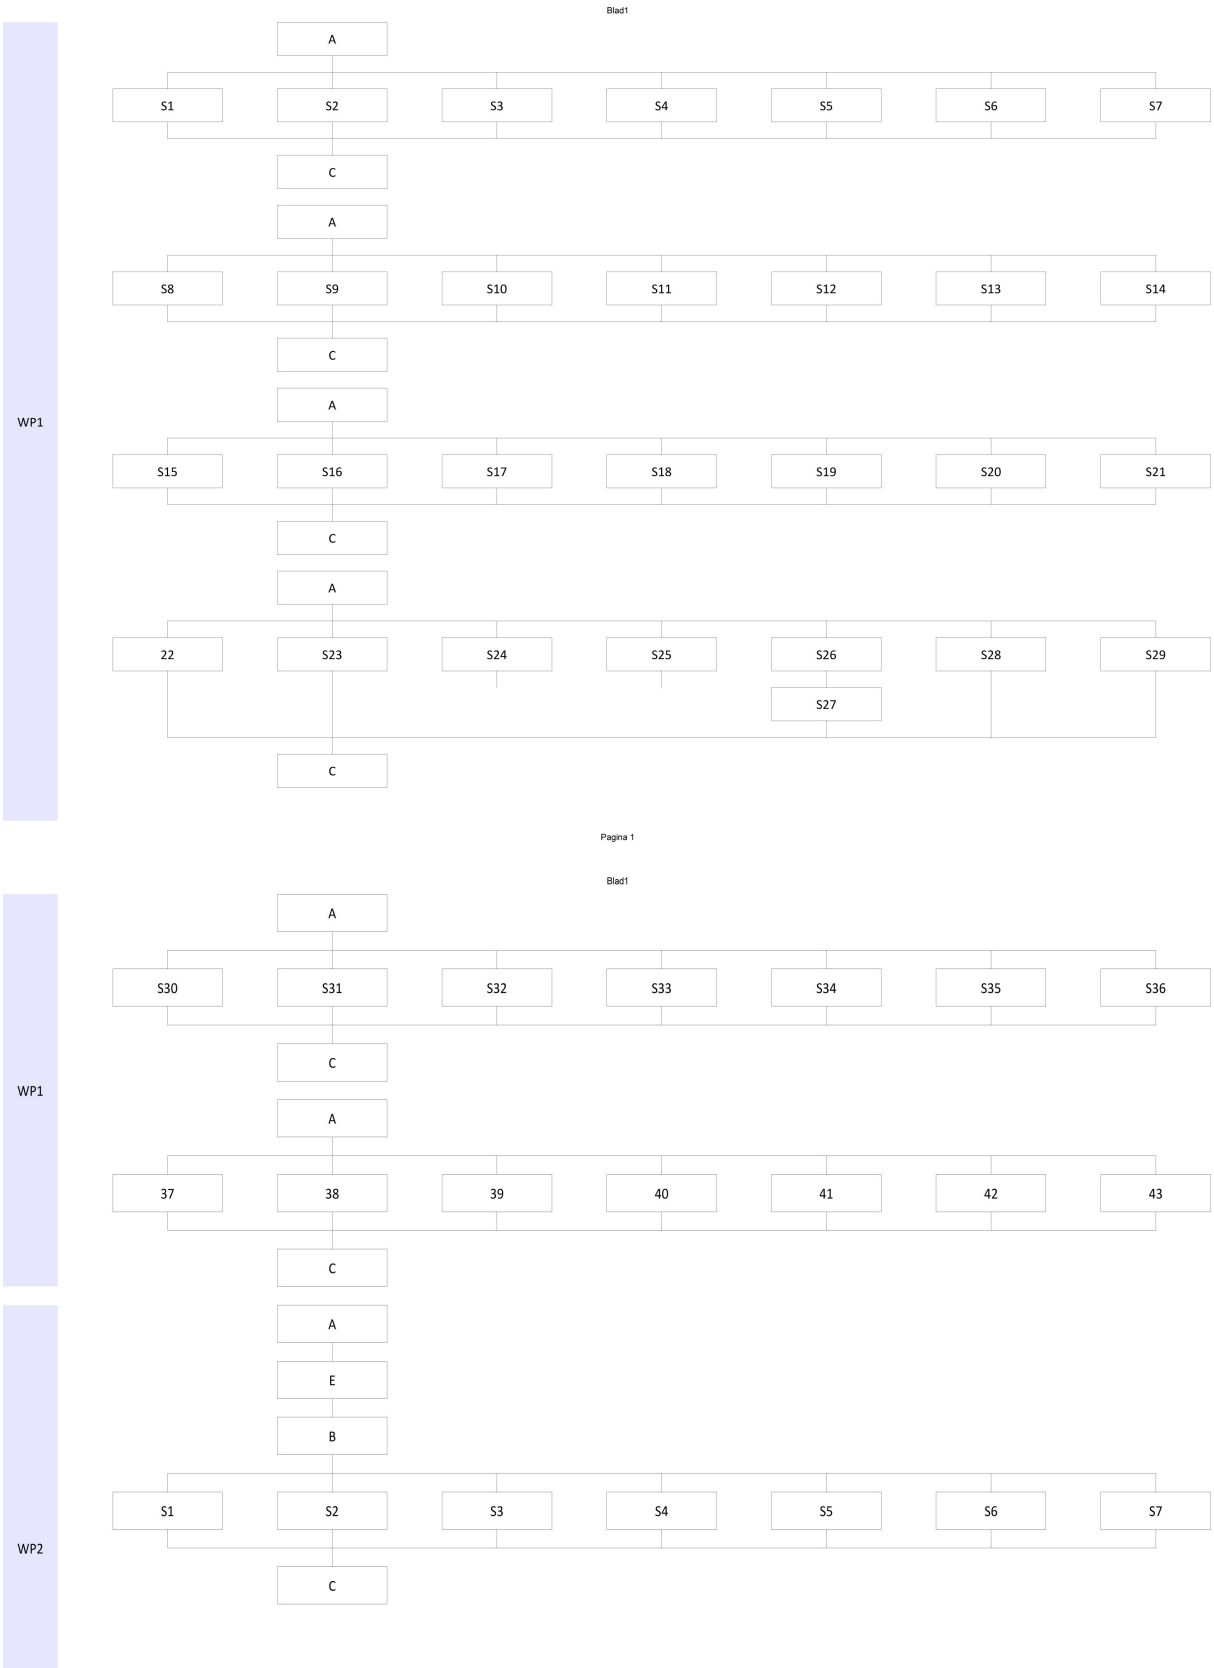 Blad1
A
S1 S2 S3 S4 S5 S6 S7
C
A
S8 S9 S10 S11 S12 S13 S14
C
WP1
A
S15 S16 S17 S18 S19 S20 S21
C
A
22 S23 S24 S25 S26 S28 S29
S27
C
Pagina 1
Blad1
A
S30 S31 S32 S33 S34 S35 S36
C
WP1
A
37 38 39 40 41 42 43
C
A
E
B
S1 S2 S3 S4 S5 S6 S7
WP2
C